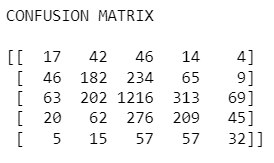 CONFUSION MATRIX
[[ 17 42 46 14 4]
[ 46 182 234 65 9]
[ 63 202 1216 313 69]
[ 20 62 276 209 45]
[ 5 15 57 57 32]]